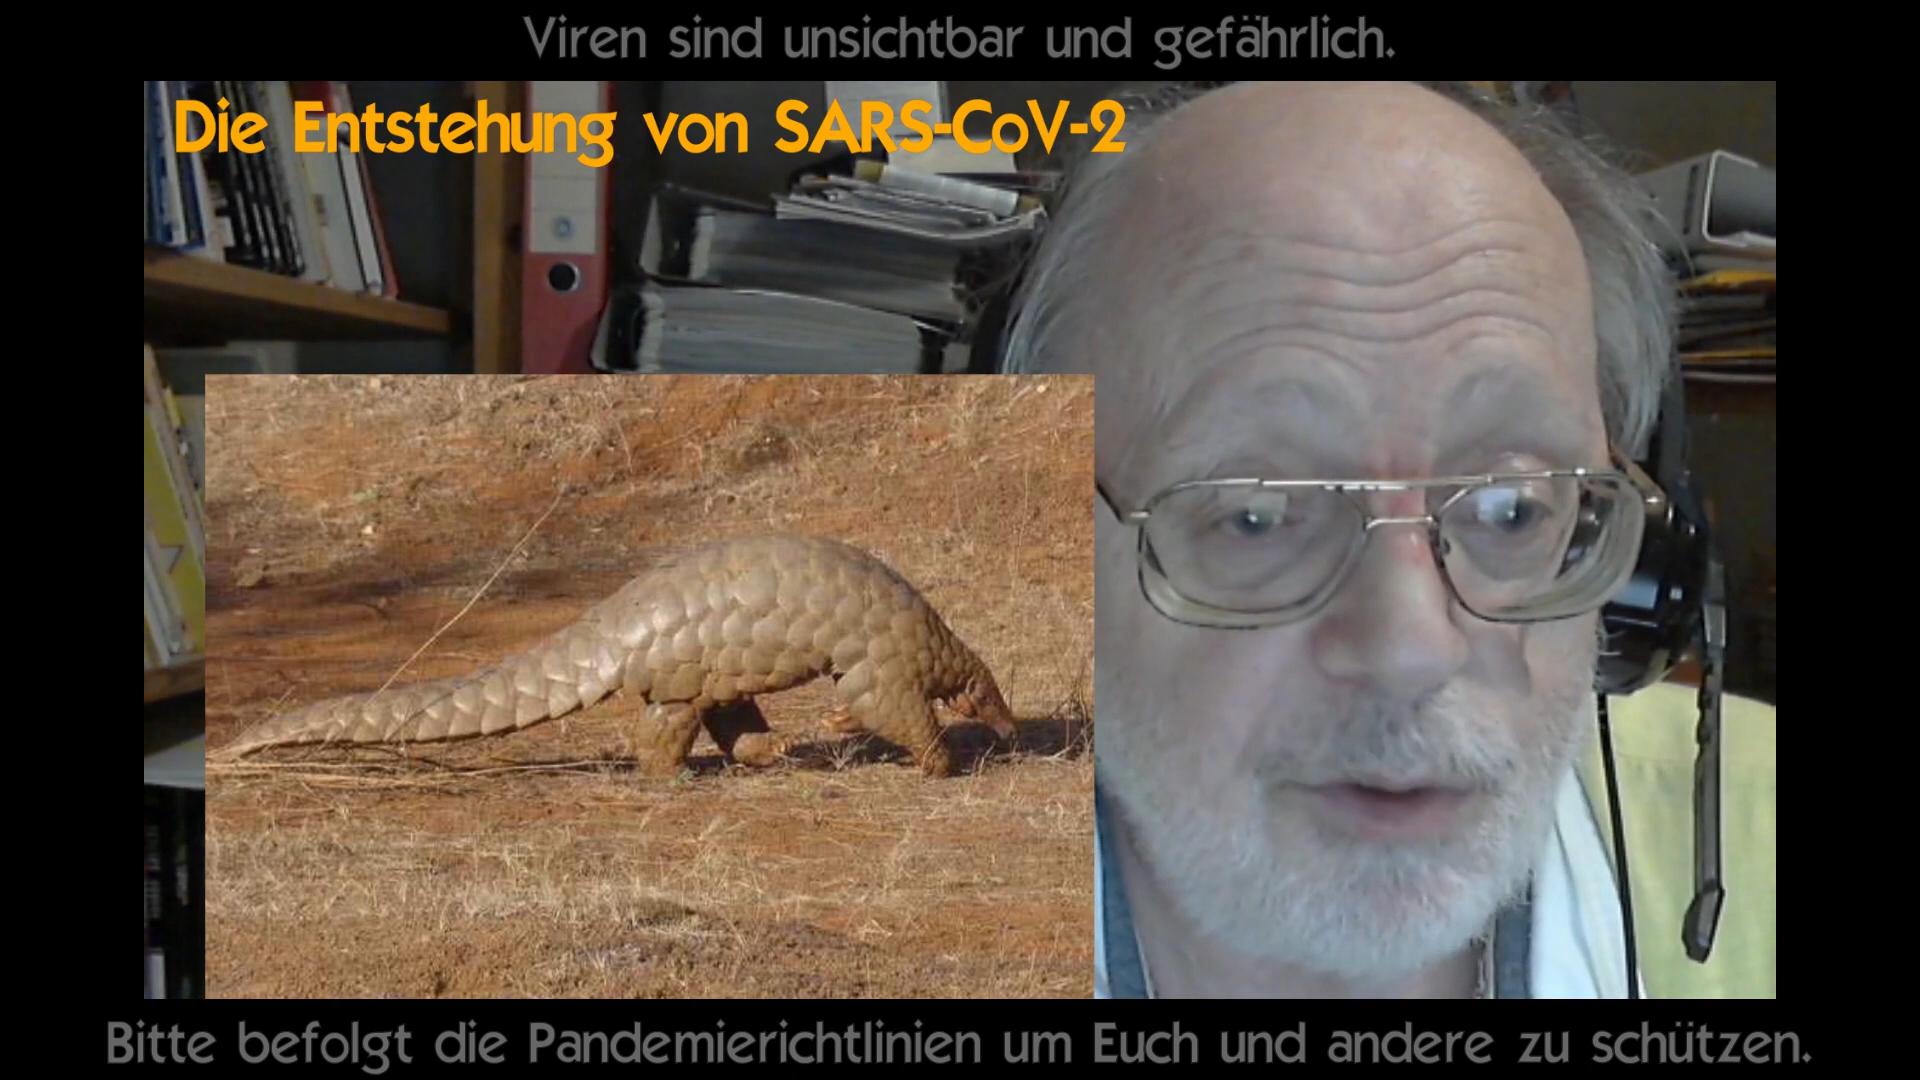 Viren sind unsichtbar und gefährlich.
Die Entstehung von SARS-CoV-2
Bitte befolgt die Pandemierichtlinien um Euch und andere zu schützen.